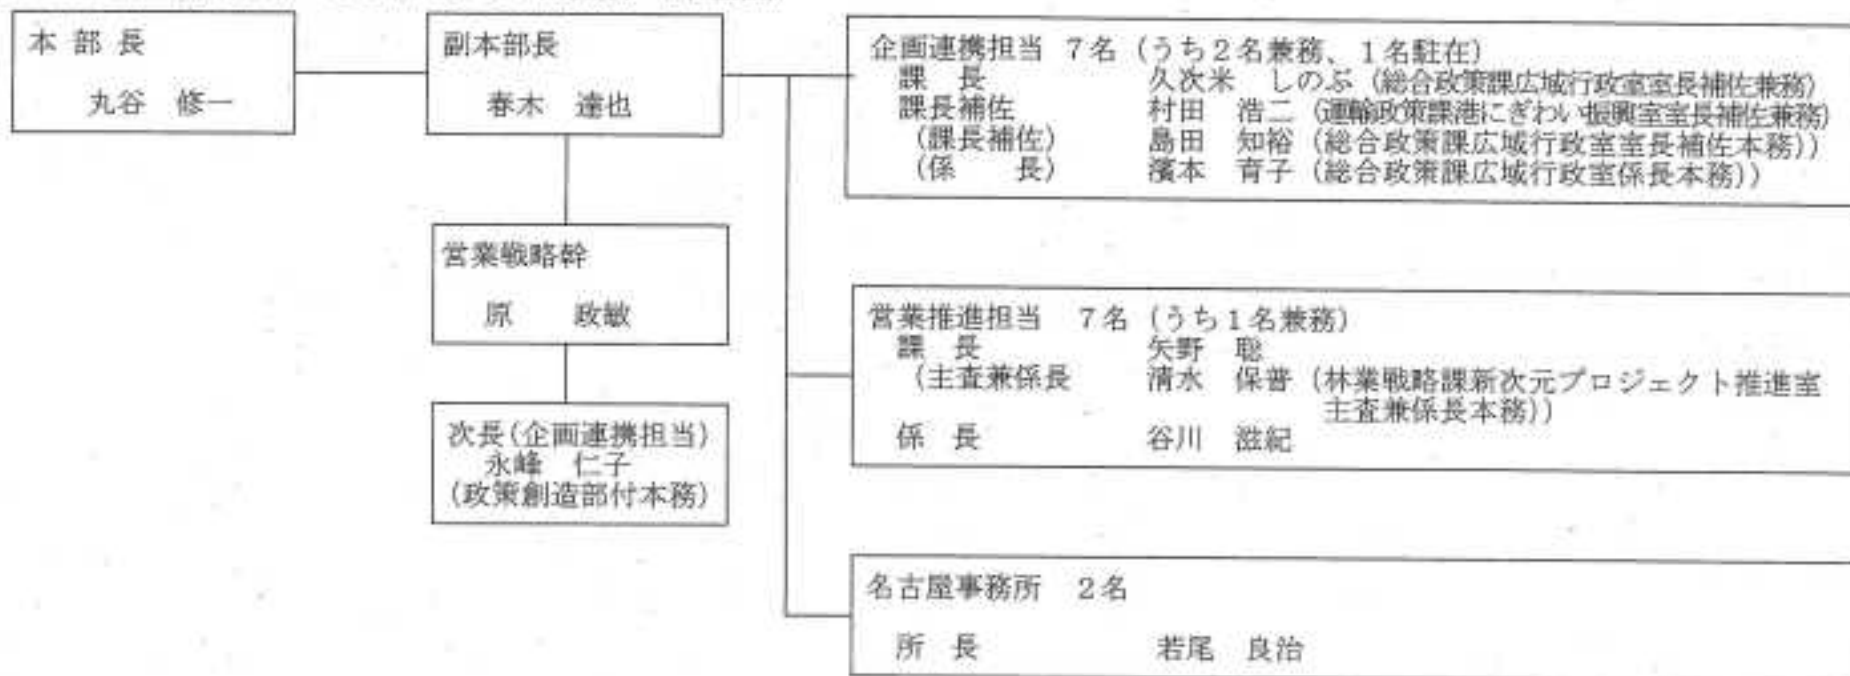 本 部 長
丸谷 修一
副本部長
春木 達也
営業戦略幹
原 政敏
次長(企画連携担当)
永峰 仁子
(政策創造部付本務)
企画連携担当 7名 (うち2名兼務、1名駐在)
課 長 久次米 しのぶ (総合政策課広域行政室室長補佐兼務)
課長補佐 村田 浩二 (運輸政策課港にぎわい振興室室長補佐兼務)
(課長補佐) 島田 知裕 (総合政策課広域行政室室長補佐本務))
(係 長) 濱本 育子 (総合政策課広域行政室係長本務))
営業推進担当 7名 (うち1名兼務)
課 長 矢野 聡
(主査兼係長 清水 保普 (林業戦略課新次元プロジェクト推進室
主査兼係長本務))
係 長 谷川 滋紀
名古屋事務所 2名
所 長 若尾 良治